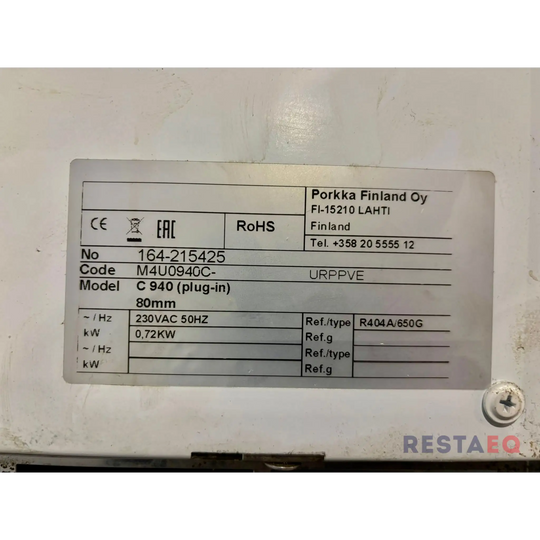 Porkka Finland Oy
FI-15210 LAHTI
CE EAC RoHS Finland
Tel. +358 20 5555 12
No 164-215425
Code M4U0940C- URPPVE
Model C 940 (plug-in)
80mm
~ / Hz 230VAC 50HZ Ref./type R404A/650G
kW 0,72KW Ref.g
~ / Hz Ref./type
kW Ref.g
RESTAEQ